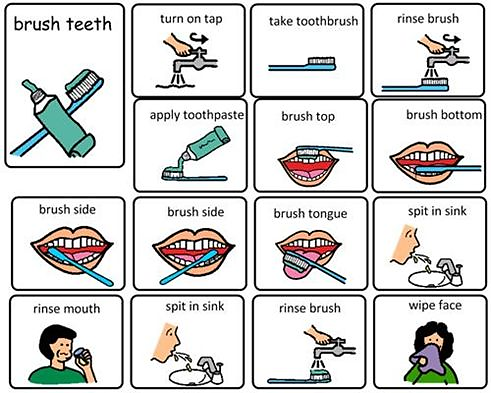 brush teeth
turn on tap
take toothbrush
rinse brush
apply toothpaste
brush top
brush bottom
brush side
brush side
brush tongue
spit in sink
rinse mouth
spit in sink
rinse brush
wipe face